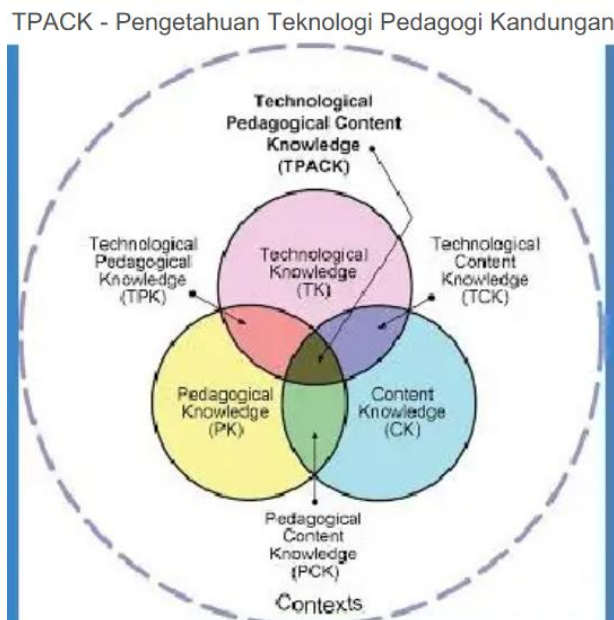 TPACK - Pengetahuan Teknologi Pedagogi Kandungan
Technological
Pedagogical Content
Knowledge
(TPACK)
Technological
Pedagogical
Knowledge
(TPK)
Technological
Knowledge
(TK)
Technological
Content
Knowledge
(TCK)
Pedagogical
Knowledge
(PK)
Content
Knowledge
(CK)
Pedagogical
Content
Knowledge
(PCK)
Contexts